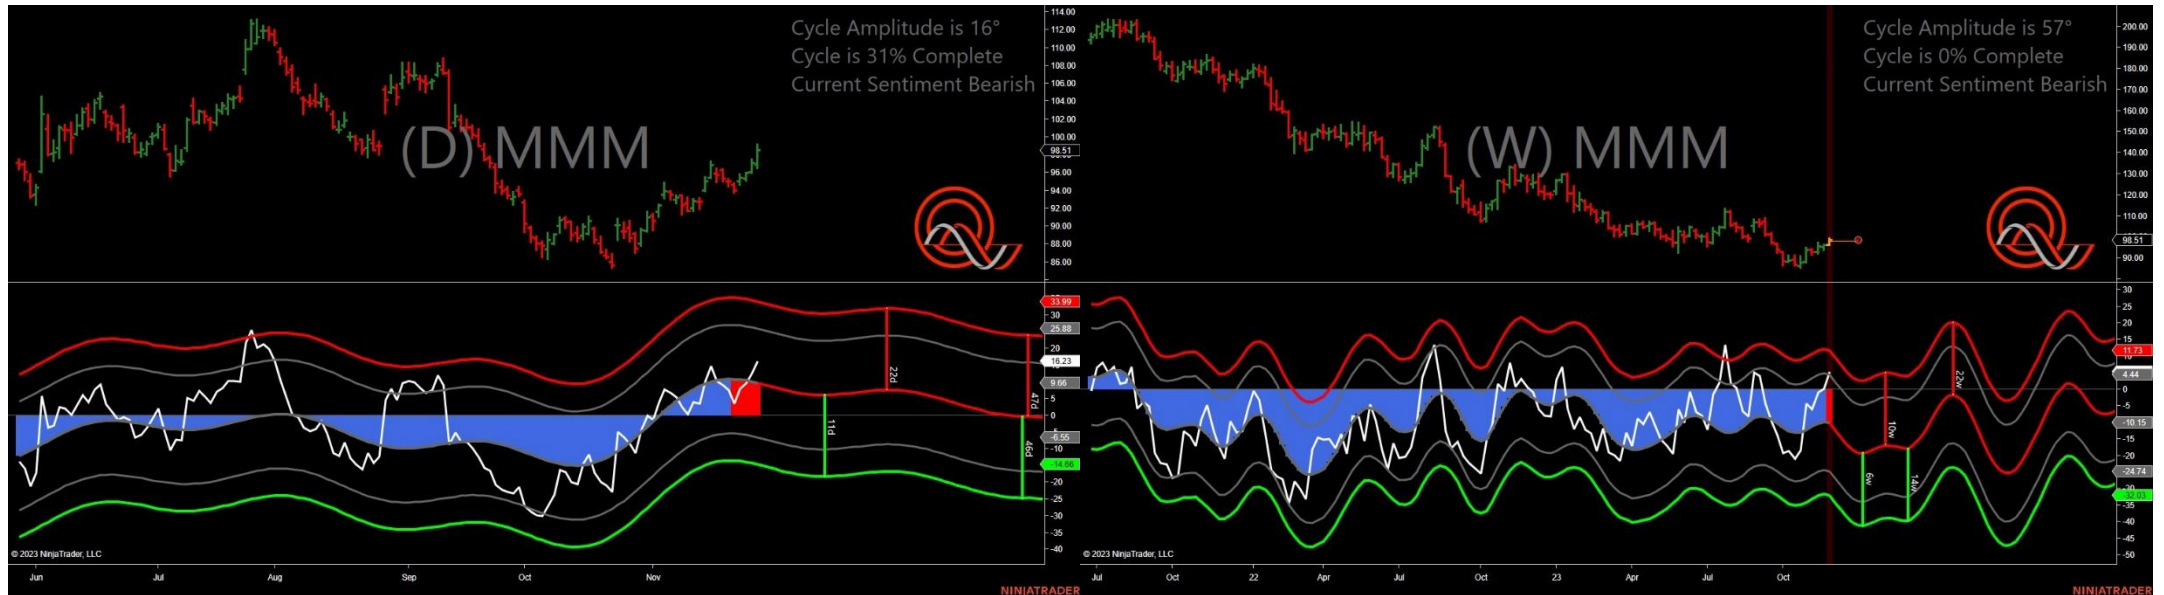 Cycle Amplitude is 16°
Cycle is 31% Complete
Current Sentiment Bearish
(D) MMM
114.00
112.00
110.00
108.00
106.00
104.00
102.00
100.00
98.51
96.00
94.00
92.00
90.00
88.00
86.00
33.99
30
25.88
20
16.23
9.66
5
0
-6.55
-10
-14.66
-20
-25
-30
-35
-40
22d
47d
11d
46d
© 2023 NinjaTrader, LLC
Jun Jul Aug Sep Oct Nov
NINJATRADER
Cycle Amplitude is 57°
Cycle is 0% Complete
Current Sentiment Bearish
(W) MMM
200.00
190.00
180.00
170.00
160.00
150.00
140.00
130.00
120.00
110.00
98.51
90.00
30
25
20
15
11.73
4.44
0
-5
-10.15
-15
-20
-24.74
-32.03
-35
-40
-45
-50
22w
10w
6w
14w
© 2023 NinjaTrader, LLC
Jul Oct 22 Apr Jul Oct 23 Apr Jul Oct
NINJATRADER